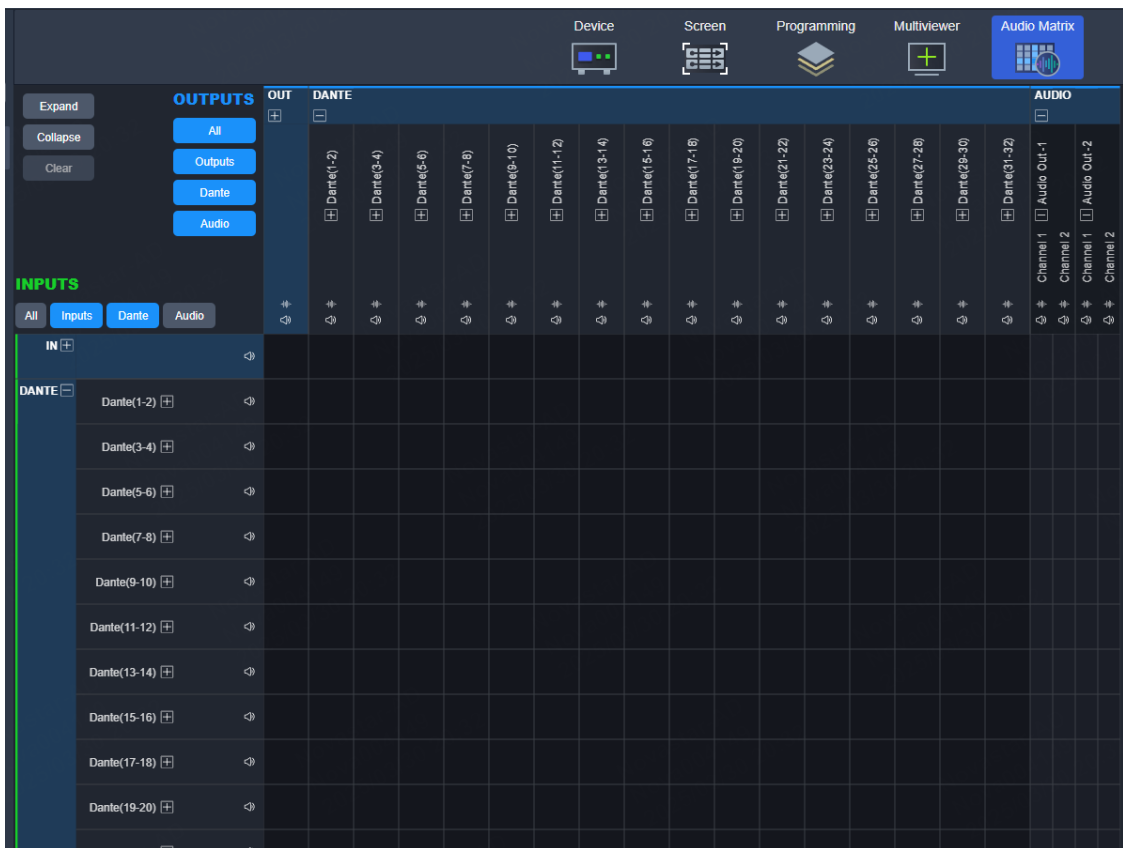 Device Screen Programming Multiviewer Audio Matrix
Expand
Collapse
Clear
OUTPUTS
All
Outputs
Dante
Audio
OUT DANTE AUDIO
Dante(1-2)
Dante(3-4)
Dante(5-6)
Dante(7-8)
Dante(9-10)
Dante(11-12)
Dante(13-14)
Dante(15-16)
Dante(17-18)
Dante(19-20)
Dante(21-22)
Dante(23-24)
Dante(25-26)
Dante(27-28)
Dante(29-30)
Dante(31-32)
Audio Out-1
Channel 1
Channel 2
Audio Out-2
Channel 1
Channel 2
INPUTS
All Inputs Dante Audio
IN
DANTE
Dante(1-2)
Dante(3-4)
Dante(5-6)
Dante(7-8)
Dante(9-10)
Dante(11-12)
Dante(13-14)
Dante(15-16)
Dante(17-18)
Dante(19-20)